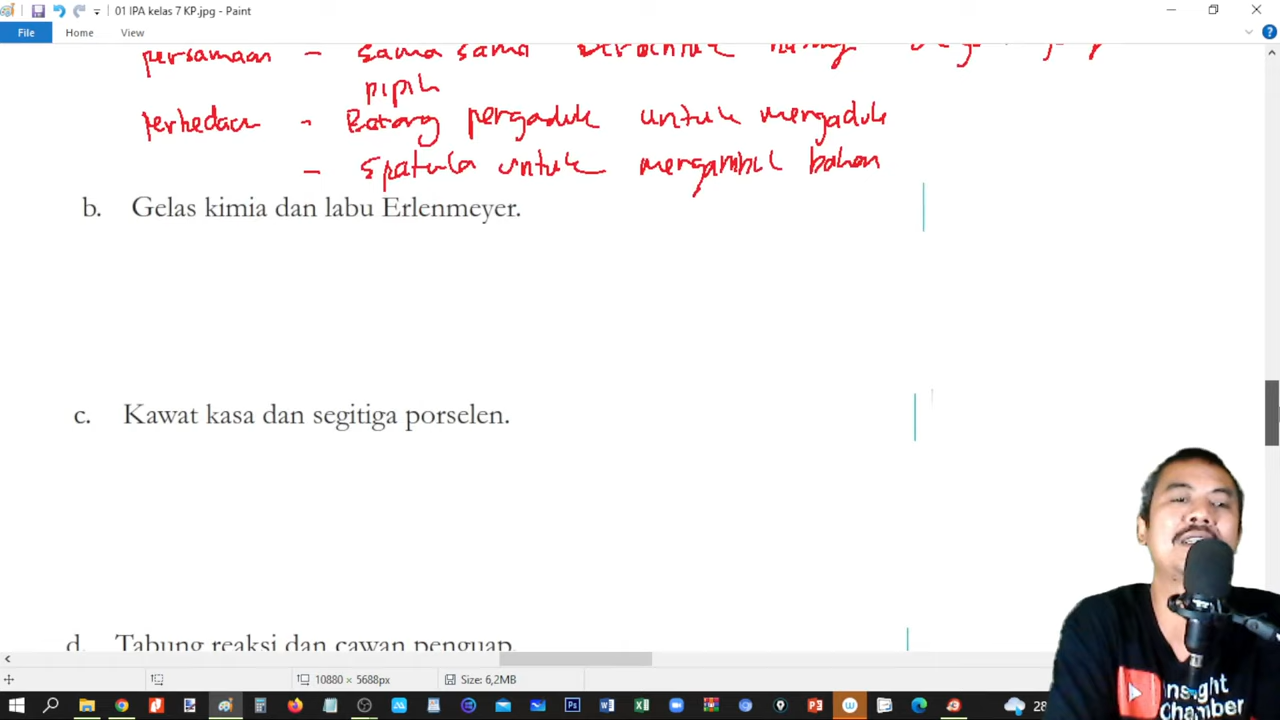 01 IPA kelas 7 KP.jpg - Paint
File Home View
persamaan - sama sama berbentuk
pipih
perbedaan - Batang pengaduk untuk mengaduk
- spatula untuk mengambil bahan
b. Gelas kimia dan labu Erlenmeyer.
c. Kawat kasa dan segitiga porselen.
d. Tabung reaksi dan cawan penguap.
10880 × 5688px Size: 6,2MB
28
Insight
Chamber